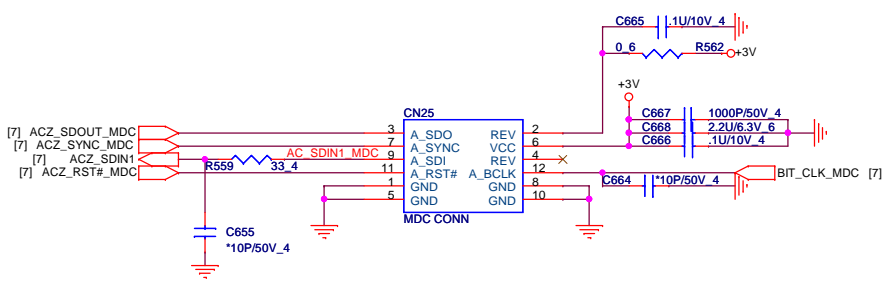 C665 .1U/10V_4
0_6 R562 +3V
+3V
CN25
C667 1000P/50V_4
C668 2.2U/6.3V_6
C666 .1U/10V_4
[7] ACZ_SDOUT_MDC 3 A_SDO REV 2
[7] ACZ_SYNC_MDC 7 A_SYNC VCC 6
[7] ACZ_SDIN1 R559 33_4 AC_SDIN1_MDC 9 A_SDI REV 4
[7] ACZ_RST#_MDC 11 A_RST# A_BCLK 12 BIT_CLK_MDC [7]
1 GND GND 8 C664 *10P/50V_4
5 GND GND 10
MDC CONN
C655
*10P/50V_4